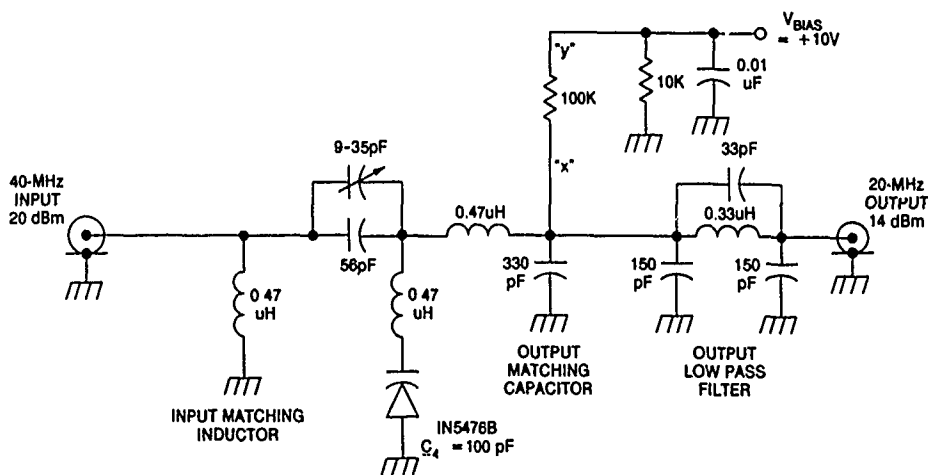 V BIAS
= +10V
"y"
0.01
uF
100K
10K
9-35pF
"x"
33pF
40-MHz
INPUT
20 dBm
20-MHz
OUTPUT
14 dBm
0.47uH
0.33uH
56pF
330
pF
150
pF
150
pF
0 47
uH
0 47
uH
OUTPUT
MATCHING
CAPACITOR
OUTPUT
LOW PASS
FILTER
INPUT MATCHING
INDUCTOR
IN5476B
C4 = 100 pF